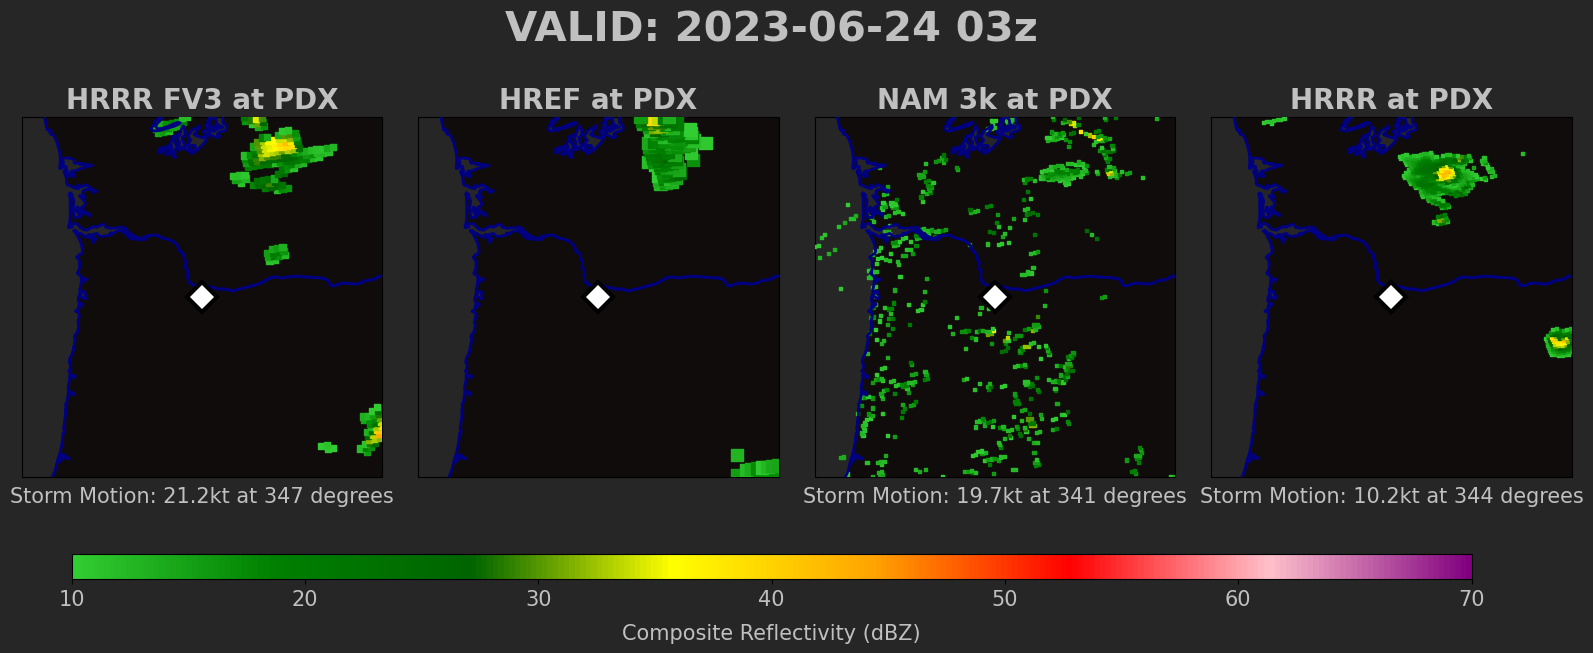 VALID: 2023-06-24 03z
HRRR FV3 at PDX
HREF at PDX
NAM 3k at PDX
HRRR at PDX
Storm Motion: 21.2kt at 347 degrees
Storm Motion: 19.7kt at 341 degrees
Storm Motion: 10.2kt at 344 degrees
10 20 30 40 50 60 70
Composite Reflectivity (dBZ)